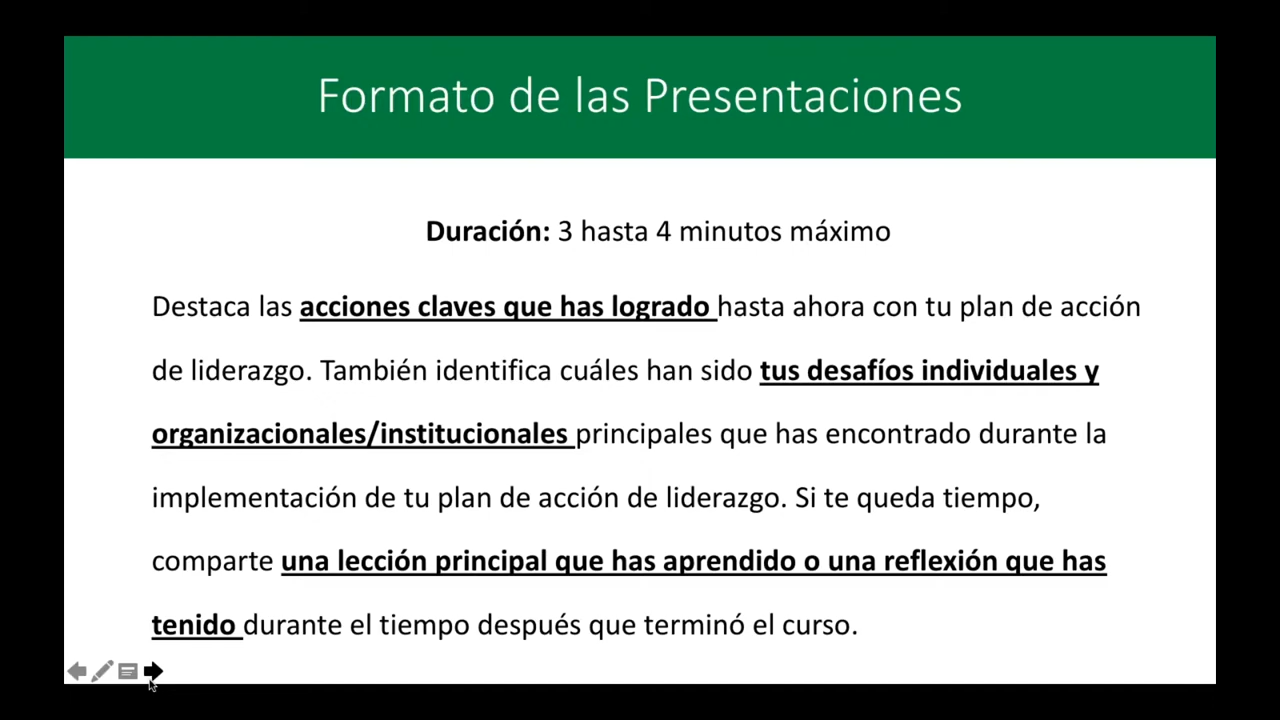 Formato de las Presentaciones
Duración: 3 hasta 4 minutos máximo
Destaca las acciones claves que has logrado hasta ahora con tu plan de acción
de liderazgo. También identifica cuáles han sido tus desafíos individuales y
organizacionales/institucionales principales que has encontrado durante la
implementación de tu plan de acción de liderazgo. Si te queda tiempo,
comparte una lección principal que has aprendido o una reflexión que has
tenido durante el tiempo después que terminó el curso.